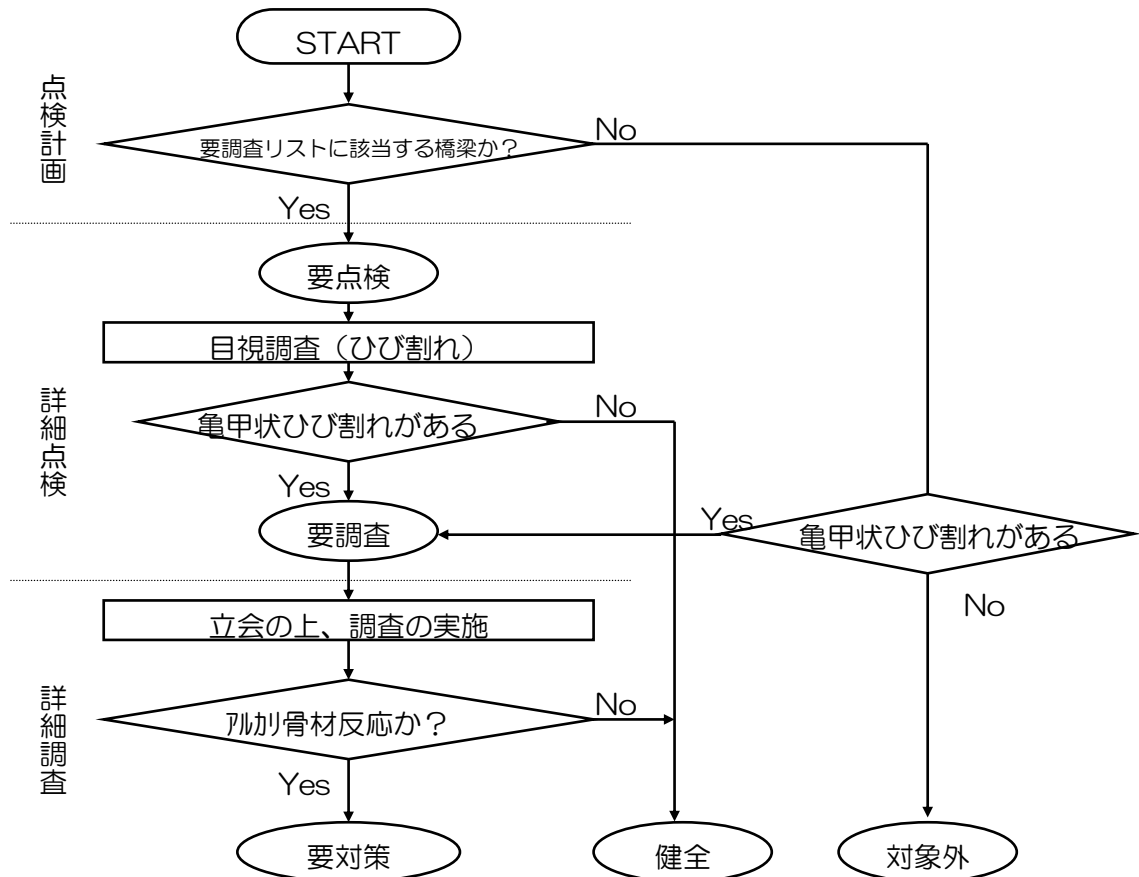 START
点検計画
要調査リストに該当する橋梁か？
No
Yes
要点検
目視調査（ひび割れ）
詳細点検
亀甲状ひび割れがある
No
Yes
要調査
Yes
亀甲状ひび割れがある
No
立会の上、調査の実施
詳細調査
ｱﾙｶﾘ骨材反応か？
No
Yes
要対策
健全
対象外